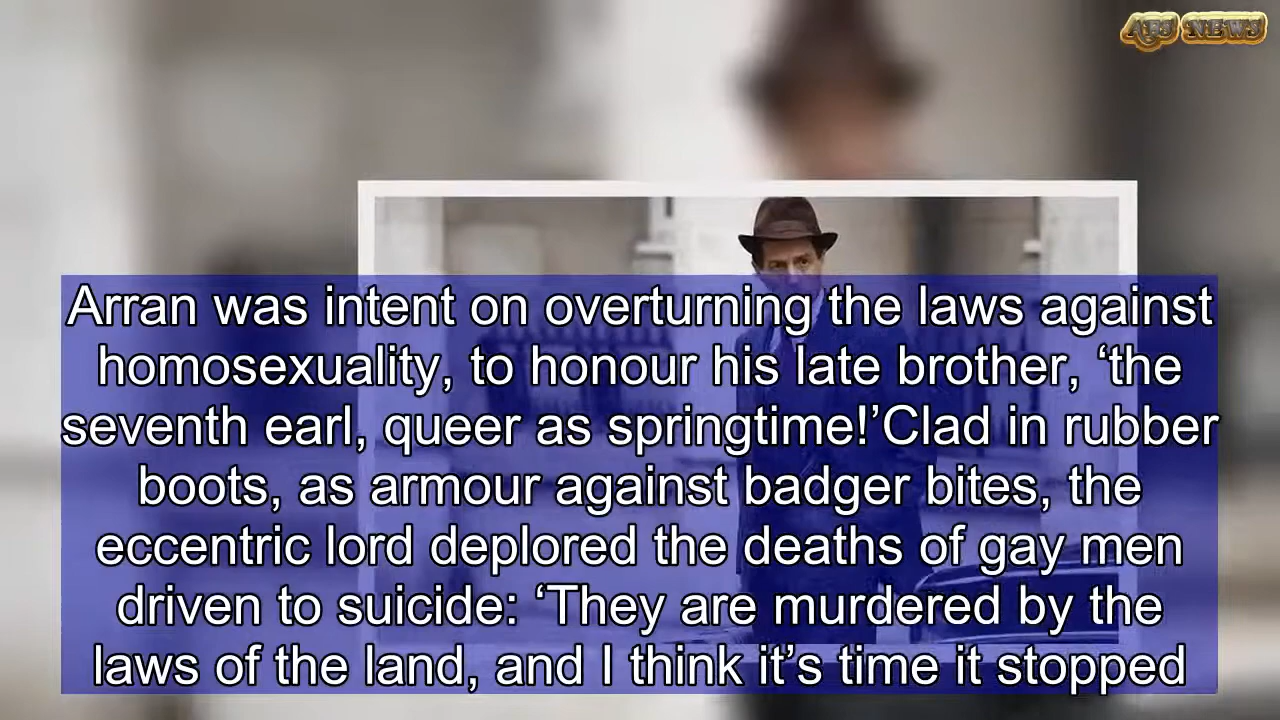 AFS NEWS
Arran was intent on overturning the laws against
homosexuality, to honour his late brother, ‘the
seventh earl, queer as springtime!’Clad in rubber
boots, as armour against badger bites, the
eccentric lord deplored the deaths of gay men
driven to suicide: ‘They are murdered by the
laws of the land, and I think it’s time it stopped